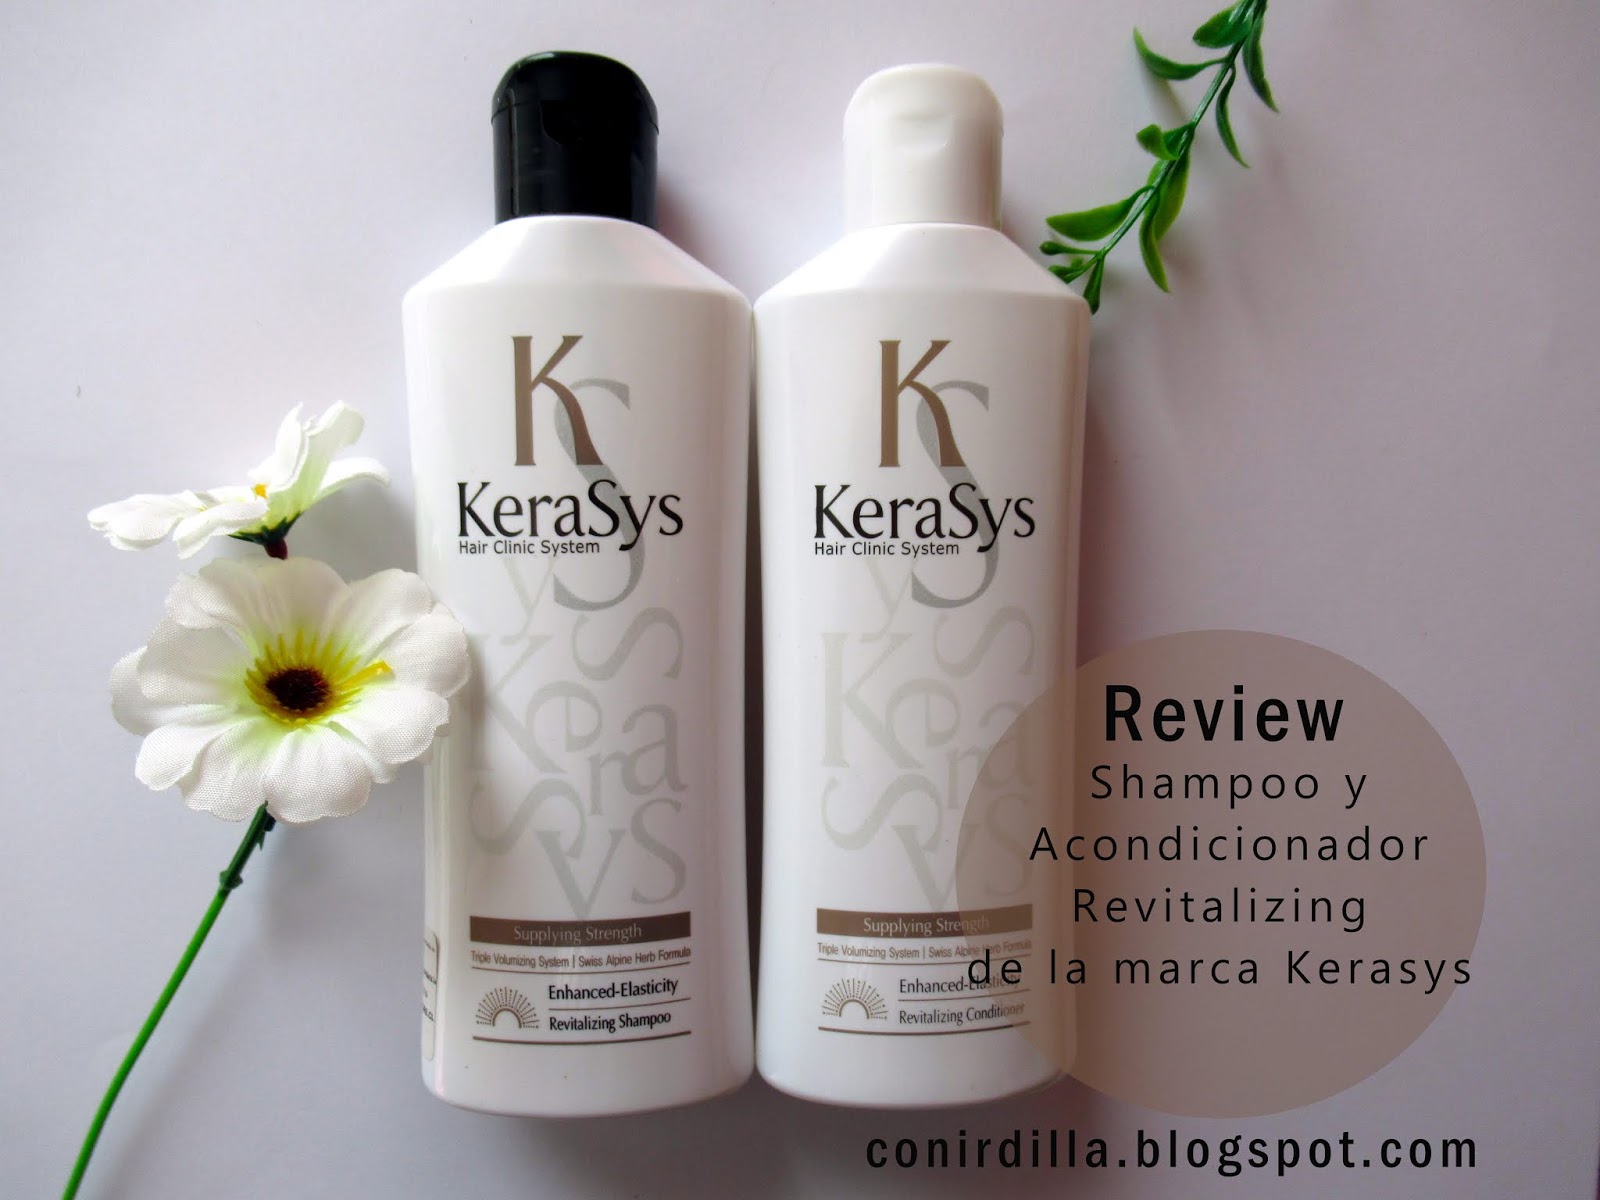 K
S
KeraSys
Hair Clinic System
Supplying Strength
Triple Volumizing System | Swiss Alpine Herb Formula
Enhanced-Elasticity
Revitalizing Shampoo
K
S
KeraSys
Hair Clinic System
Supplying Strength
Triple Volumizing System | Swiss Alpine Herb Formula
Enhanced-Elasticity
Revitalizing Conditioner
Review
Shampoo y
Acondicionador
Revitalizing
de la marca Kerasys
conirdilla.blogspot.com